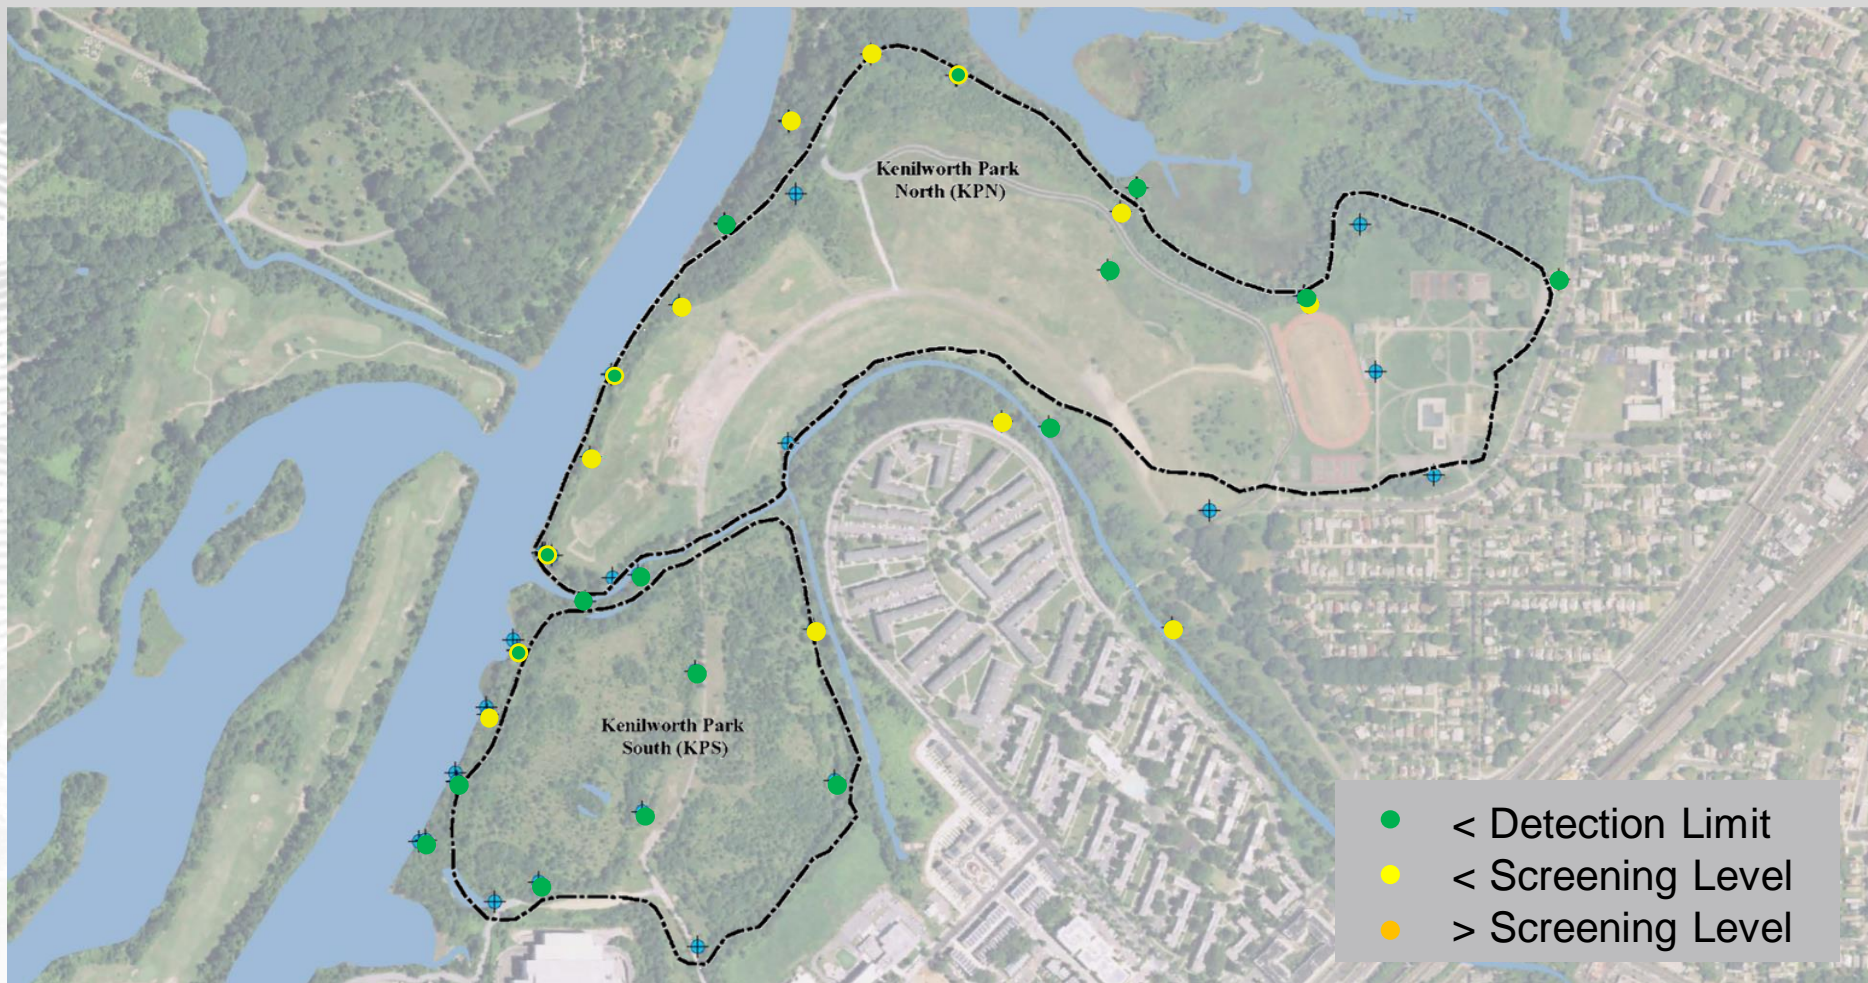 Kenilworth Park
North (KPN)
Kenilworth Park
South (KPS)
< Detection Limit
< Screening Level
> Screening Level